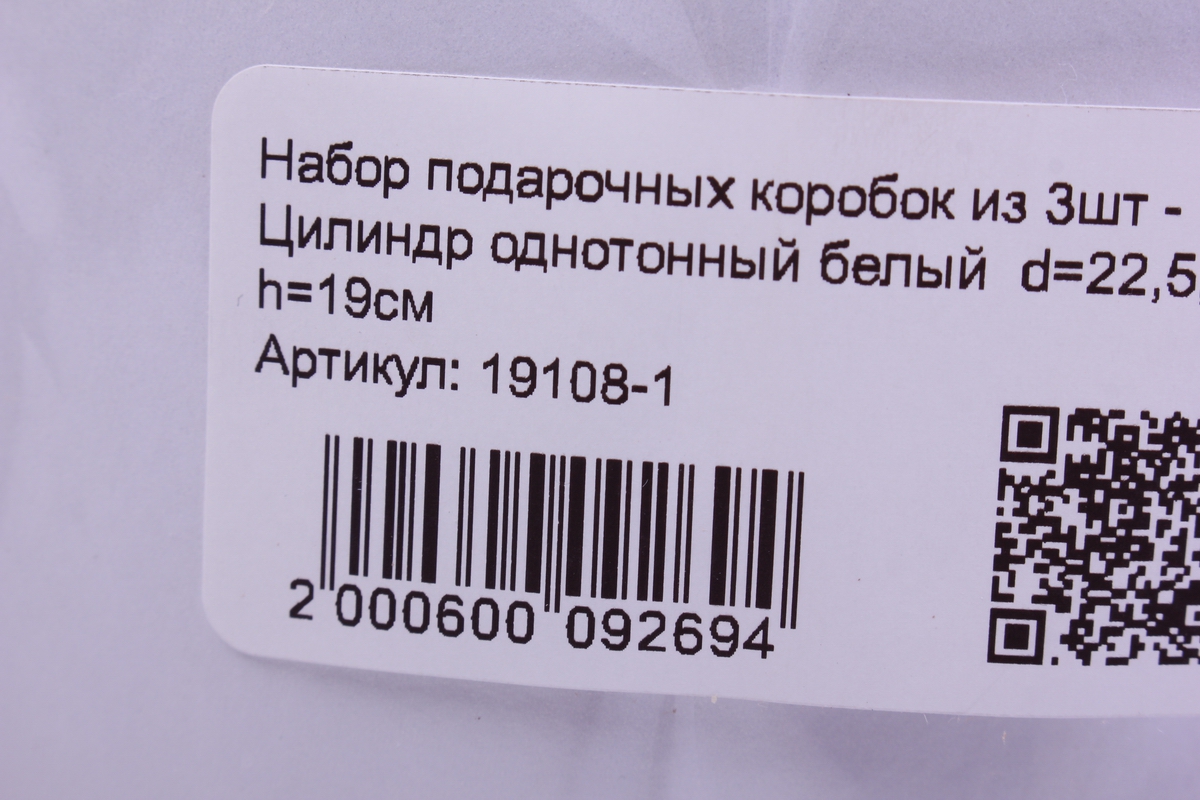 Набор подарочных коробок из 3шт -
Цилиндр однотонный белый d=22,5
h=19см
Артикул: 19108-1
2 000600 092694